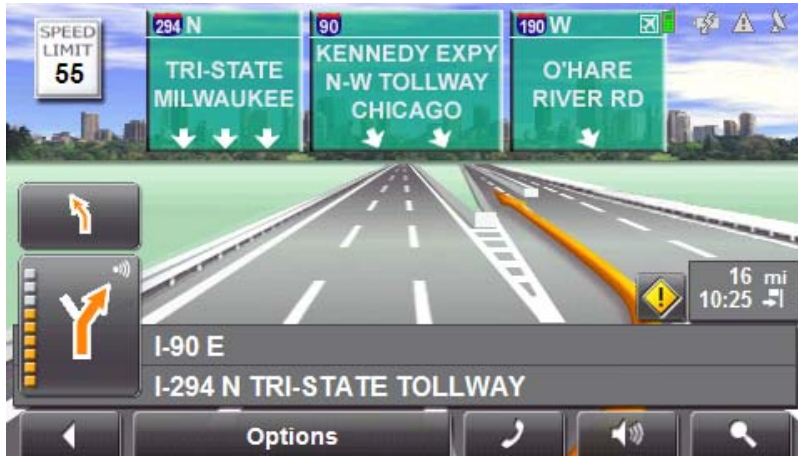 SPEED
LIMIT
55
294 N
TRI-STATE
MILWAUKEE
90
KENNEDY EXPY
N-W TOLLWAY
CHICAGO
190 W
O'HARE
RIVER RD
16 mi
10:25
I-90 E
I-294 N TRI-STATE TOLLWAY
Options